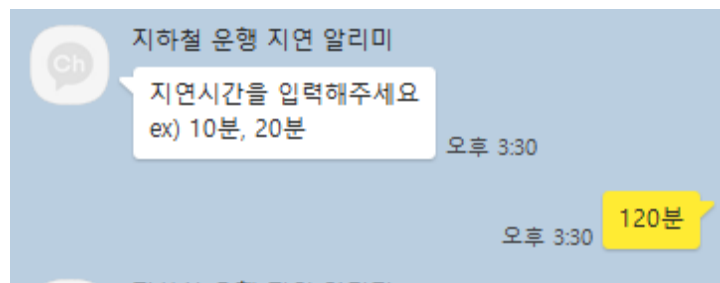 지하철 운행 지연 알리미
Ch
지연시간을 입력해주세요
ex) 10분, 20분
오후 3:30
120분
오후 3:30